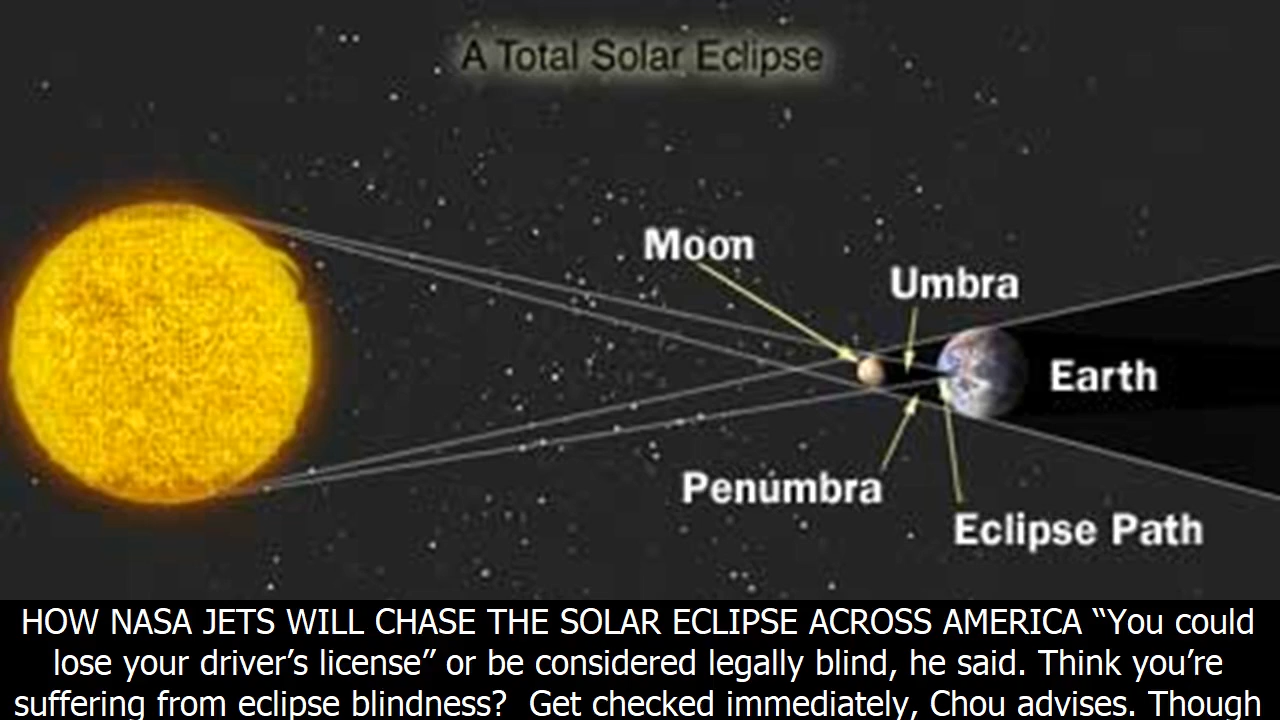 A Total Solar Eclipse
Moon
Umbra
Earth
Penumbra
Eclipse Path
HOW NASA JETS WILL CHASE THE SOLAR ECLIPSE ACROSS AMERICA “You could
lose your driver’s license” or be considered legally blind, he said. Think you’re
suffering from eclipse blindness?  Get checked immediately, Chou advises. Though